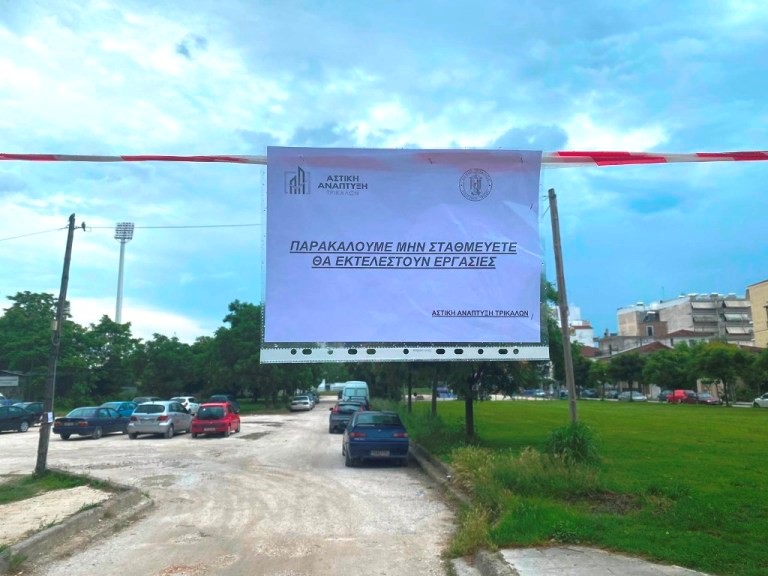 ΑΣΤΙΚΗ
ΑΝΑΠΤΥΞΗ
ΤΡΙΚΑΛΩΝ
ΠΑΡΑΚΑΛΟΥΜΕ ΜΗΝ ΣΤΑΘΜΕΥΕΤΕ
ΘΑ ΕΚΤΕΛΕΣΤΟΥΝ ΕΡΓΑΣΙΕΣ
ΑΣΤΙΚΗ ΑΝΑΠΤΥΞΗ ΤΡΙΚΑΛΩΝ